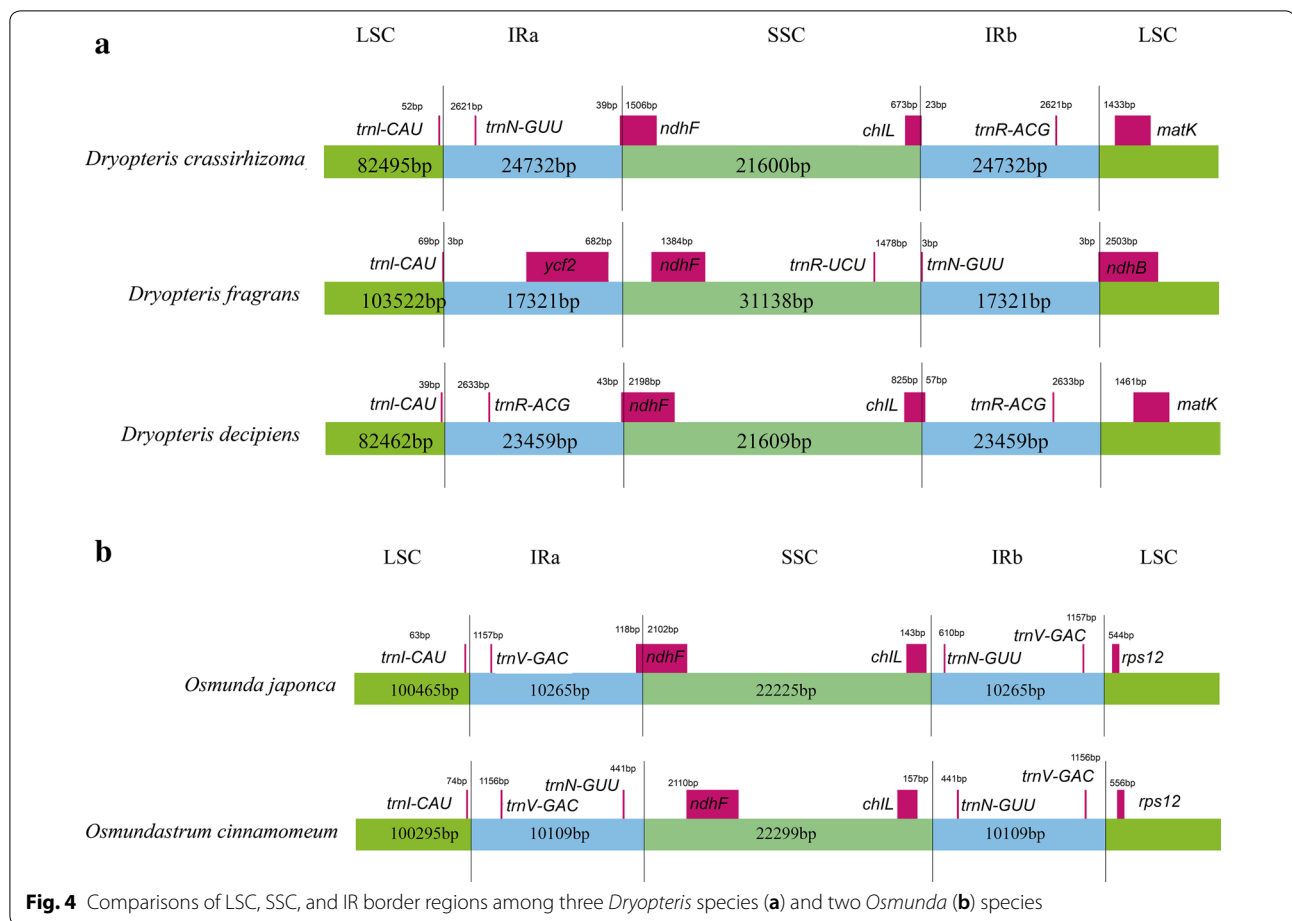 a
LSC IRa SSC IRb LSC
52bp 2621bp 39bp 1506bp 673bp 23bp 2621bp 1433bp
trnI-CAU trnN-GUU ndhF chlL trnR-ACG matK
Dryopteris crassirhizoma
82495bp 24732bp 21600bp 24732bp
69bp 3bp 682bp 1384bp 1478bp 3bp 3bp 2503bp
trnI-CAU ycf2 ndhF trnR-UCU trnN-GUU ndhB
Dryopteris fragrans
103522bp 17321bp 31138bp 17321bp
39bp 2633bp 43bp 2198bp 825bp 57bp 2633bp 1461bp
trnI-CAU trnR-ACG ndhF chlL trnR-ACG matK
Dryopteris decipiens
82462bp 23459bp 21609bp 23459bp
b
LSC IRa SSC IRb LSC
63bp 1157bp 118bp 2102bp 143bp 610bp 1157bp 544bp
trnV-GAC
trnI-CAU trnV-GAC ndhF chlL trnN-GUU rps12
Osmunda japonca
100465bp 10265bp 22225bp 10265bp
74bp 1156bp 441bp 2110bp 157bp 441bp 1156bp 556bp
trnN-GUU trnV-GAC
trnI-CAU trnV-GAC ndhF chlL trnN-GUU rps12
Osmundastrum cinnamomeum
100295bp 10109bp 22299bp 10109bp
Fig. 4 Comparisons of LSC, SSC, and IR border regions among three Dryopteris species (a) and two Osmunda (b) species